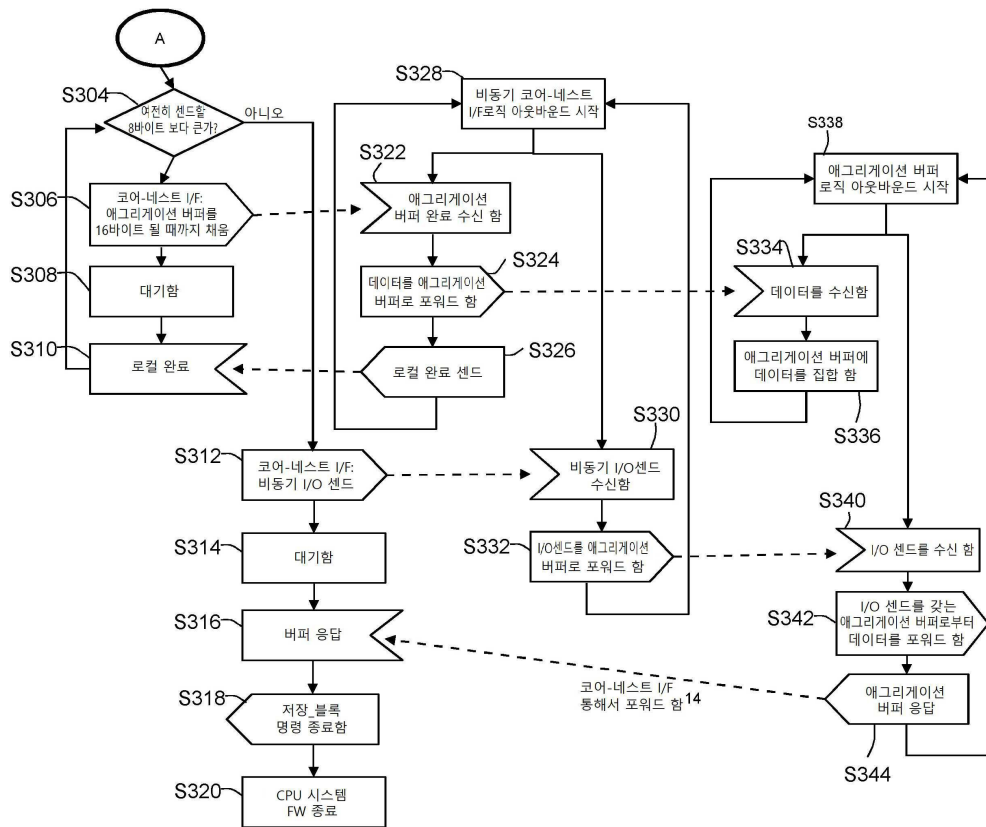 A
S304
여전히 센드할
8바이트 보다 큰가?
아니오
S306
코어-네스트 I/F:
애그리게이션 버퍼를
16바이트 될 때까지 채움
S308
대기함
S310
로컬 완료
S312
코어-네스트 I/F:
비동기 I/O 센드
S314
대기함
S316
버퍼 응답
S318
저장_블록
명령 종료함
S320
CPU 시스템
FW 종료
S328
비동기 코어-네스트
I/F로직 아웃바운드 시작
S322
애그리게이션
버퍼 완료 수신 함
S324
데이터를 애그리게이션
버퍼로 포워드 함
S326
로컬 완료 센드
S330
비동기 I/O센드
수신함
S332
I/O센드를 애그리게이션
버퍼로 포워드 함
코어-네스트 I/F
통해서 포워드 함14
S338
애그리게이션 버퍼
로직 아웃바운드 시작
S334
데이터를 수신함
애그리게이션 버퍼에
데이터를 집합 함
S336
S340
I/O 센드를 수신 함
S342
I/O 센드를 갖는
애그리게이션 버퍼로부터
데이터를 포워드 함
애그리게이션
버퍼 응답
S344